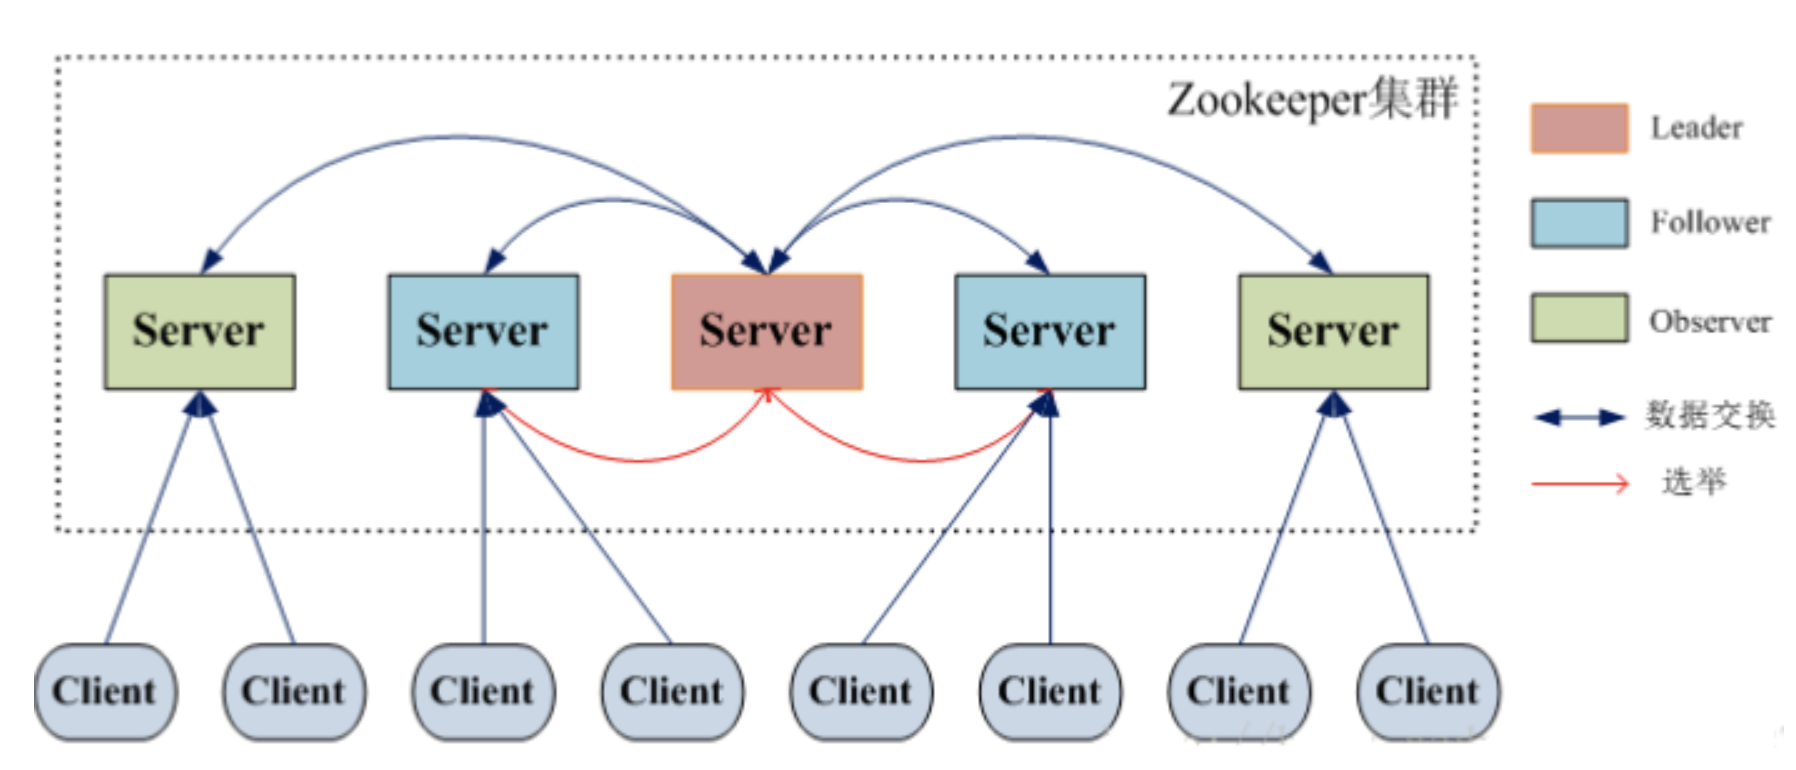 Zookeeper集群
Leader
Follower
Observer
数据交换
选举
Server
Server
Server
Server
Server
Client
Client
Client
Client
Client
Client
Client
Client